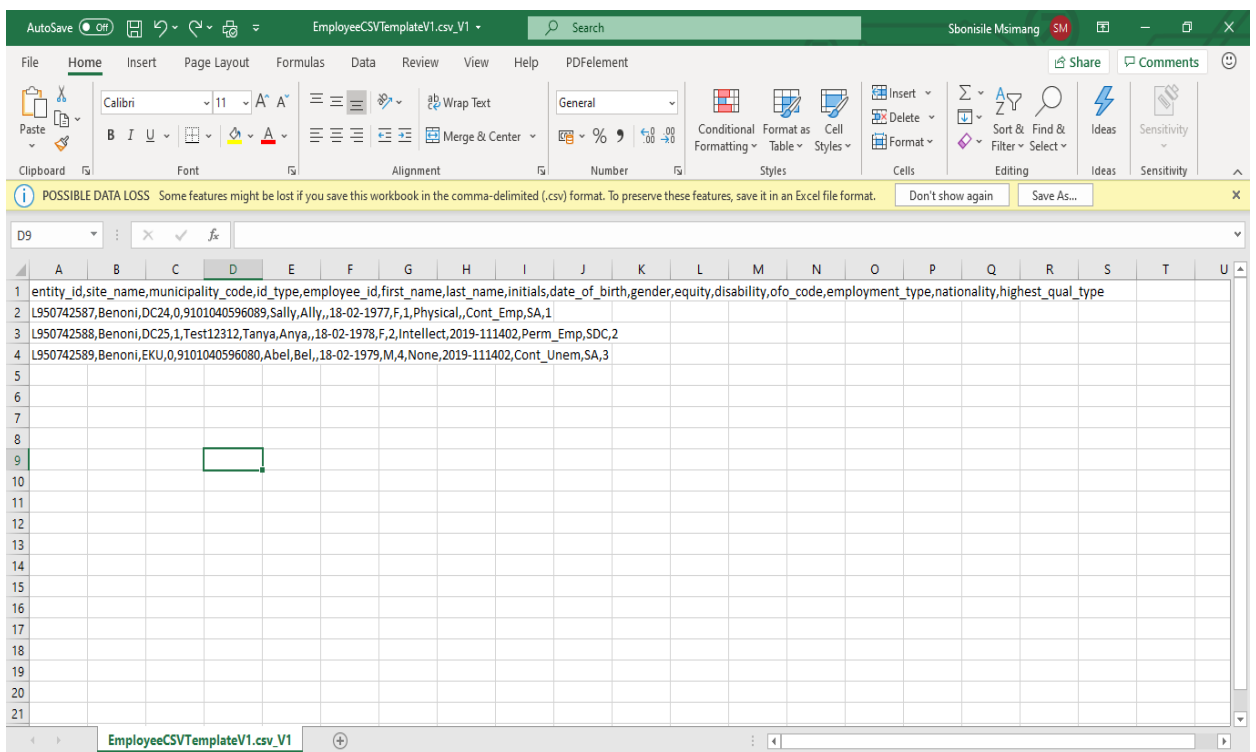 AutoSave Off EmployeeCSVTemplateV1.csv_V1 Search Sbonisile Msimang SM
File Home Insert Page Layout Formulas Data Review View Help PDFelement Share Comments
Paste
Clipboard
Calibri 11 A^ A˅
B I U A
Font
ab Wrap Text
Merge & Center
Alignment
General
% 9 .00 .00
Number
Conditional Formatting
Format as Table
Cell Styles
Styles
Insert
Delete
Format
Cells
Sort & Filter
Find & Select
Editing
Ideas
Ideas
Sensitivity
Sensitivity
POSSIBLE DATA LOSS Some features might be lost if you save this workbook in the comma-delimited (.csv) format. To preserve these features, save it in an Excel file format. Don't show again Save As...
D9 fx
A B C D E F G H I J K L M N O P Q R S T U
1 entity_id,site_name,municipality_code,id_type,employee_id,first_name,last_name,initials,date_of_birth,gender,equity,disability,ofo_code,employment_type,nationality,highest_qual_type
2 L950742587,Benoni,DC24,0,9101040596089,Sally,Ally,,18-02-1977,F,1,Physical,,Cont_Emp,SA,1
3 L950742588,Benoni,DC25,1,Test12312,Tanya,Anya,,18-02-1978,F,2,Intellect,2019-111402,Perm_Emp,SDC,2
4 L950742589,Benoni,EKU,0,9101040596080,Abel,Bel,,18-02-1979,M,4,None,2019-111402,Cont_Unem,SA,3
5
6
7
8
9
10
11
12
13
14
15
16
17
18
19
20
21
EmployeeCSVTemplateV1.csv_V1